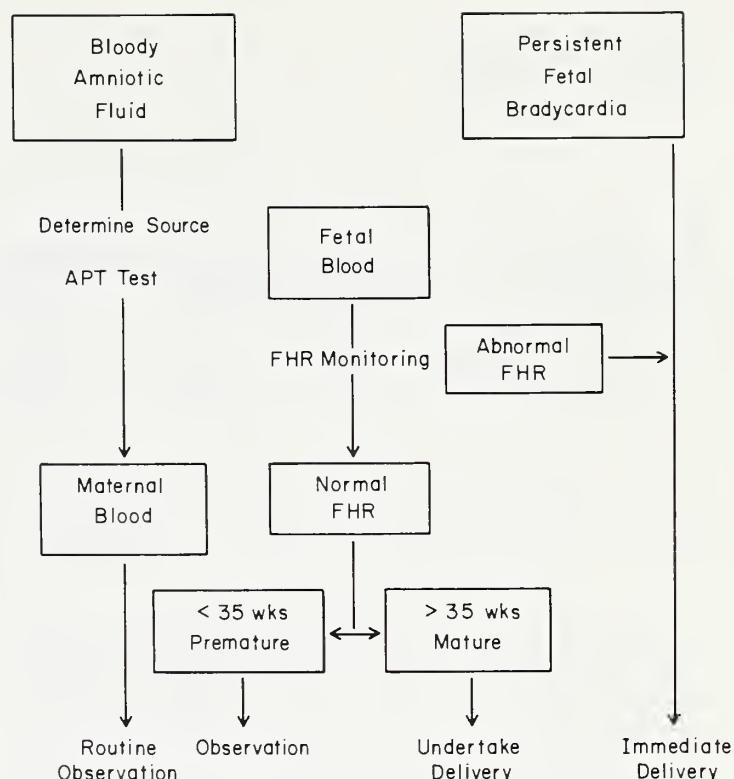 Bloody
Amniotic
Fluid
Persistent
Fetal
Bradycardia
Determine Source
APT Test
Fetal
Blood
FHR Monitoring
Abnormal
FHR
Maternal
Blood
Normal
FHR
< 35 wks
Premature
> 35 wks
Mature
Routine
Observation
Observation
Undertake
Delivery
Immediate
Delivery